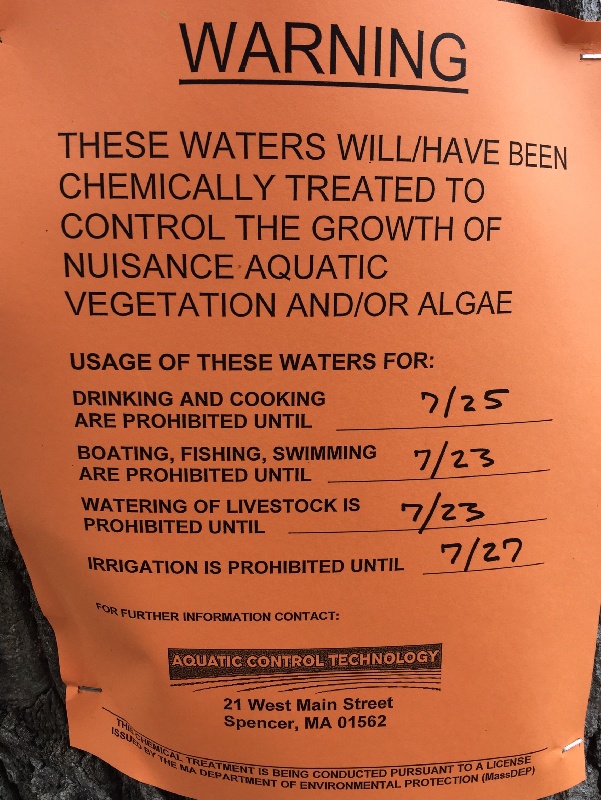 WARNING
THESE WATERS WILL/HAVE BEEN
CHEMICALLY TREATED TO
CONTROL THE GROWTH OF
NUISANCE AQUATIC
VEGETATION AND/OR ALGAE
USAGE OF THESE WATERS FOR:
DRINKING AND COOKING
ARE PROHIBITED UNTIL 7/25
BOATING, FISHING, SWIMMING
ARE PROHIBITED UNTIL 7/23
WATERING OF LIVESTOCK IS
PROHIBITED UNTIL 7/23
IRRIGATION IS PROHIBITED UNTIL 7/27
FOR FURTHER INFORMATION CONTACT:
AQUATIC CONTROL TECHNOLOGY
21 West Main Street
Spencer, MA 01562
THIS CHEMICAL TREATMENT IS BEING CONDUCTED PURSUANT TO A LICENSE
ISSUED BY THE MA DEPARTMENT OF ENVIRONMENTAL PROTECTION (MassDEP)